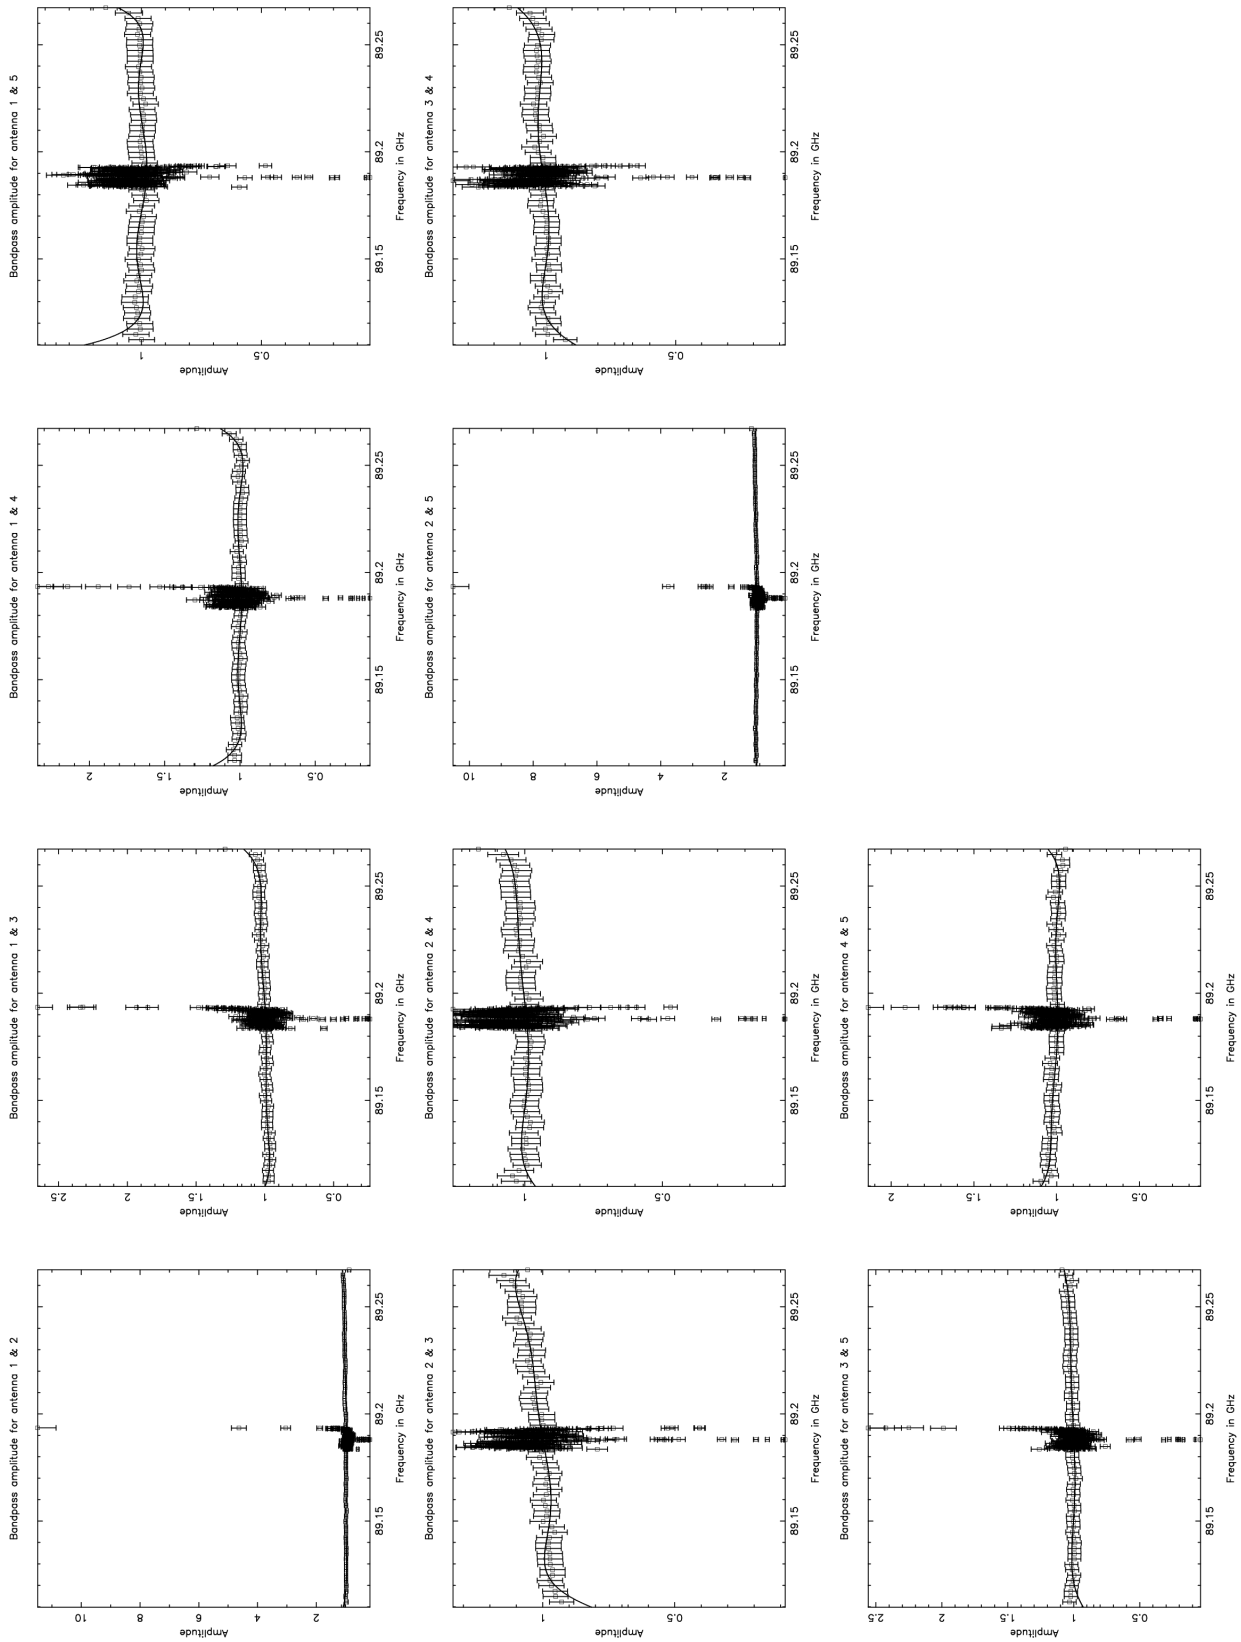 Bandpass amplitude for antenna 1 & 2
Amplitude
10
8
6
4
2
89.15 89.2 89.25
Frequency in GHz
Bandpass amplitude for antenna 1 & 3
Amplitude
2.5
2
1.5
1
0.5
89.15 89.2 89.25
Frequency in GHz
Bandpass amplitude for antenna 1 & 4
Amplitude
2
1.5
1
0.5
89.15 89.2 89.25
Frequency in GHz
Bandpass amplitude for antenna 1 & 5
Amplitude
1
0.5
89.15 89.2 89.25
Frequency in GHz
Bandpass amplitude for antenna 2 & 3
Amplitude
1
0.5
89.15 89.2 89.25
Frequency in GHz
Bandpass amplitude for antenna 2 & 4
Amplitude
1
0.5
89.15 89.2 89.25
Frequency in GHz
Bandpass amplitude for antenna 2 & 5
Amplitude
10
8
6
4
2
89.15 89.2 89.25
Frequency in GHz
Bandpass amplitude for antenna 3 & 4
Amplitude
1
0.5
89.15 89.2 89.25
Frequency in GHz
Bandpass amplitude for antenna 3 & 5
Amplitude
2.5
2
1.5
1
0.5
89.15 89.2 89.25
Frequency in GHz
Bandpass amplitude for antenna 4 & 5
Amplitude
2
1.5
1
0.5
89.15 89.2 89.25
Frequency in GHz